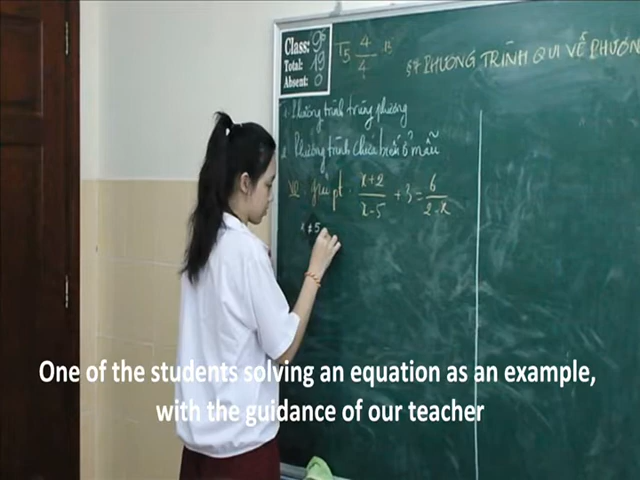 Class: 9⁶
Total: 19
Absent: 0
T5 4/4
§7 PHƯƠNG TRÌNH QUI VỀ PHƯƠN
1. Phương trình trùng phương
2. Phương trình chứa ẩn ở mẫu
VD: giải pt: (x+2)/(x-5) + 3 = 6/(2-x)
x ≠ 5
One of the students solving an equation as an example,
with the guidance of our teacher